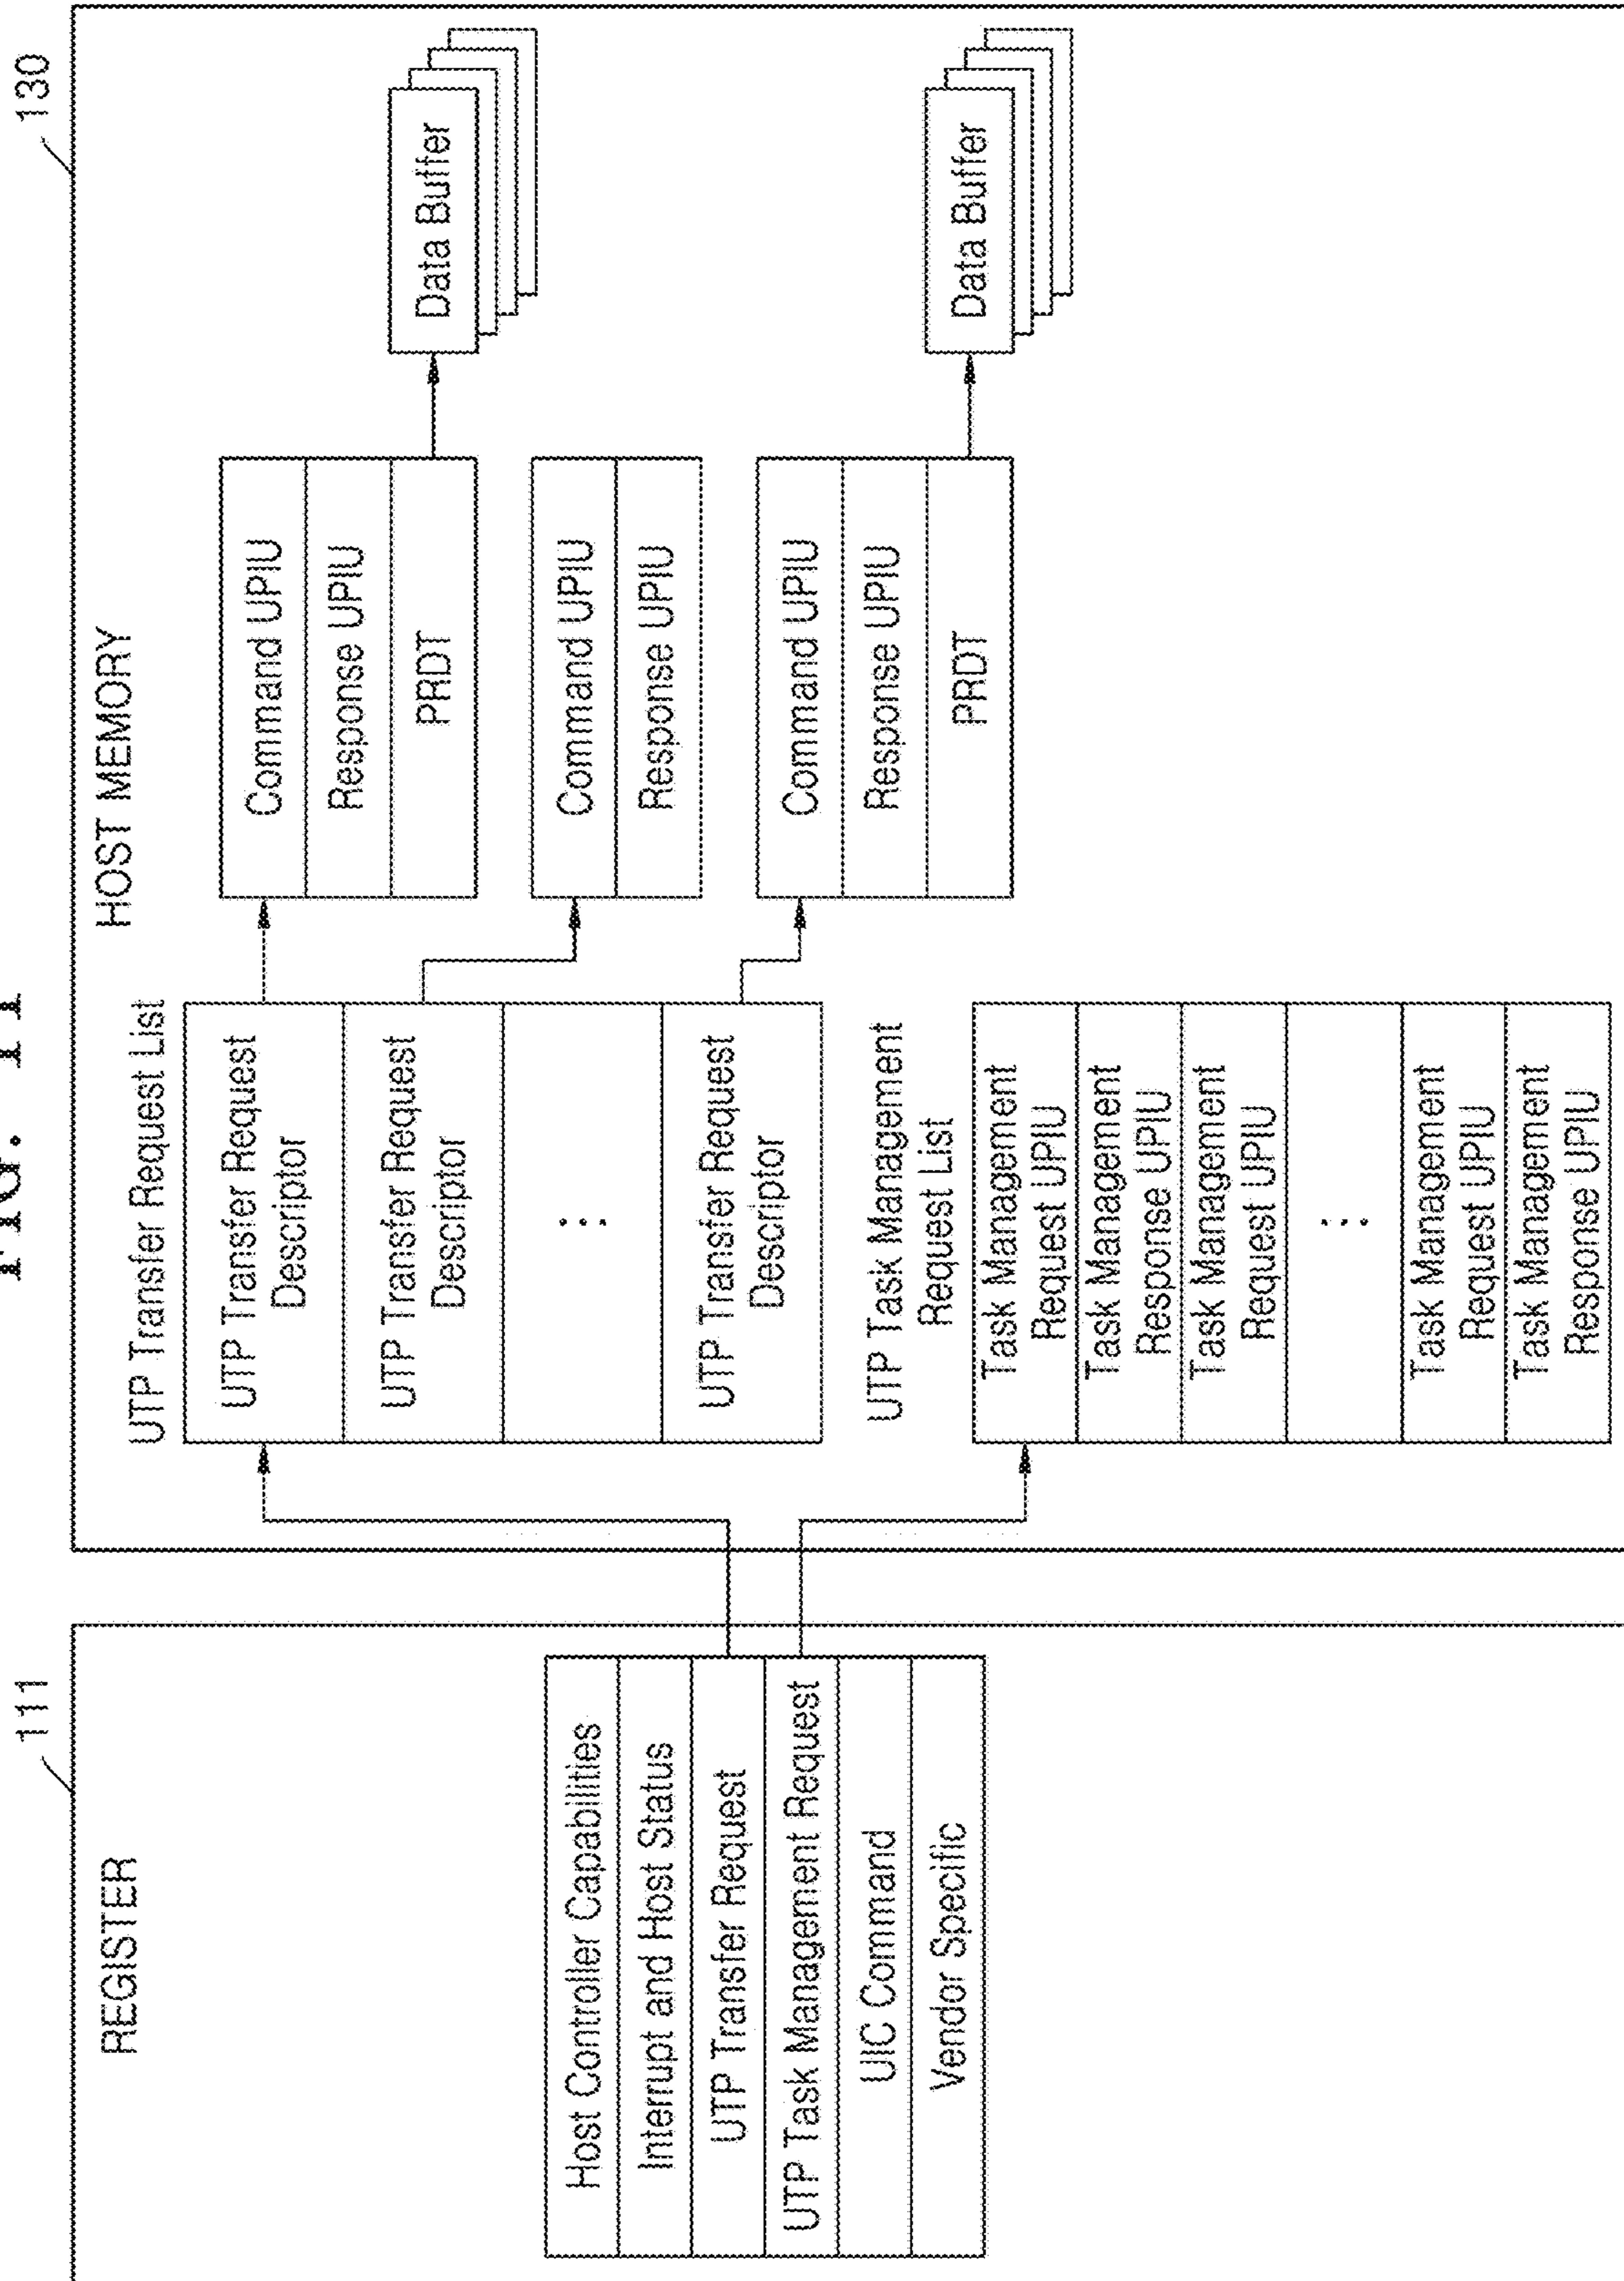 FIG. 11
111
REGISTER
Host Controller Capabilities
Interrupt and Host Status
UTP Transfer Request
UTP Task Management Request
UIC Command
Vendor Specific
130
HOST MEMORY
UTP Transfer Request List
UTP Transfer Request
Descriptor
UTP Transfer Request
Descriptor
...
UTP Transfer Request
Descriptor
UTP Task Management
Request List
Task Management
Request UPIU
Task Management
Response UPIU
Task Management
Request UPIU
...
Task Management
Request UPIU
Task Management
Response UPIU
Command UPIU
Response UPIU
PRDT
Command UPIU
Response UPIU
Command UPIU
Response UPIU
PRDT
Data Buffer
Data Buffer